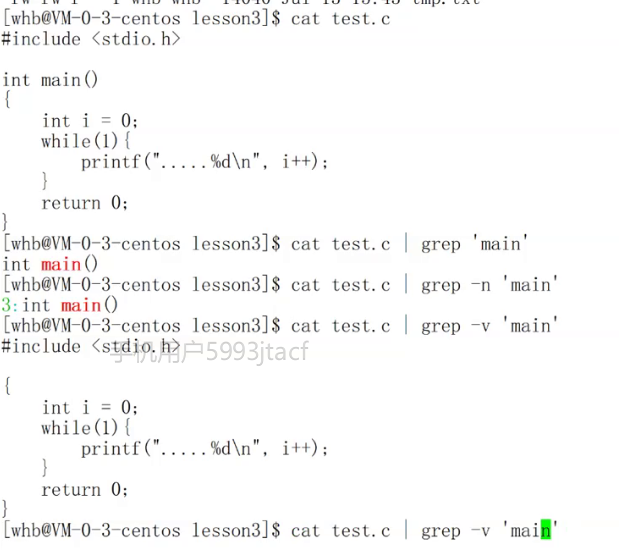 [whb@VM-0-3-centos lesson3]$ cat test.c
#include <stdio.h>
int main()
{
    int i = 0;
    while(1){
        printf(".....%d\n", i++);
    }
    return 0;
}
[whb@VM-0-3-centos lesson3]$ cat test.c | grep 'main'
int main()
[whb@VM-0-3-centos lesson3]$ cat test.c | grep -n 'main'
3:int main()
[whb@VM-0-3-centos lesson3]$ cat test.c | grep -v 'main'
#include <stdio.h>
手机用户5993jtacf
{
    int i = 0;
    while(1){
        printf(".....%d\n", i++);
    }
    return 0;
}
[whb@VM-0-3-centos lesson3]$ cat test.c | grep -v 'main'